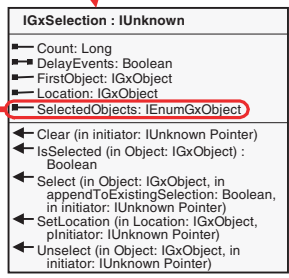 IGxSelection : IUnknown
Count: Long
DelayEvents: Boolean
FirstObject: IGxObject
Location: IGxObject
SelectedObjects: IEnumGxObject
Clear (in initiator: IUnknown Pointer)
IsSelected (in Object: IGxObject) :
Boolean
Select (in Object: IGxObject, in
appendToExistingSelection: Boolean,
in initiator: IUnknown Pointer)
SetLocation (in Location: IGxObject,
pInitiator: IUnknown Pointer)
Unselect (in Object: IGxObject, in
initiator: IUnknown Pointer)